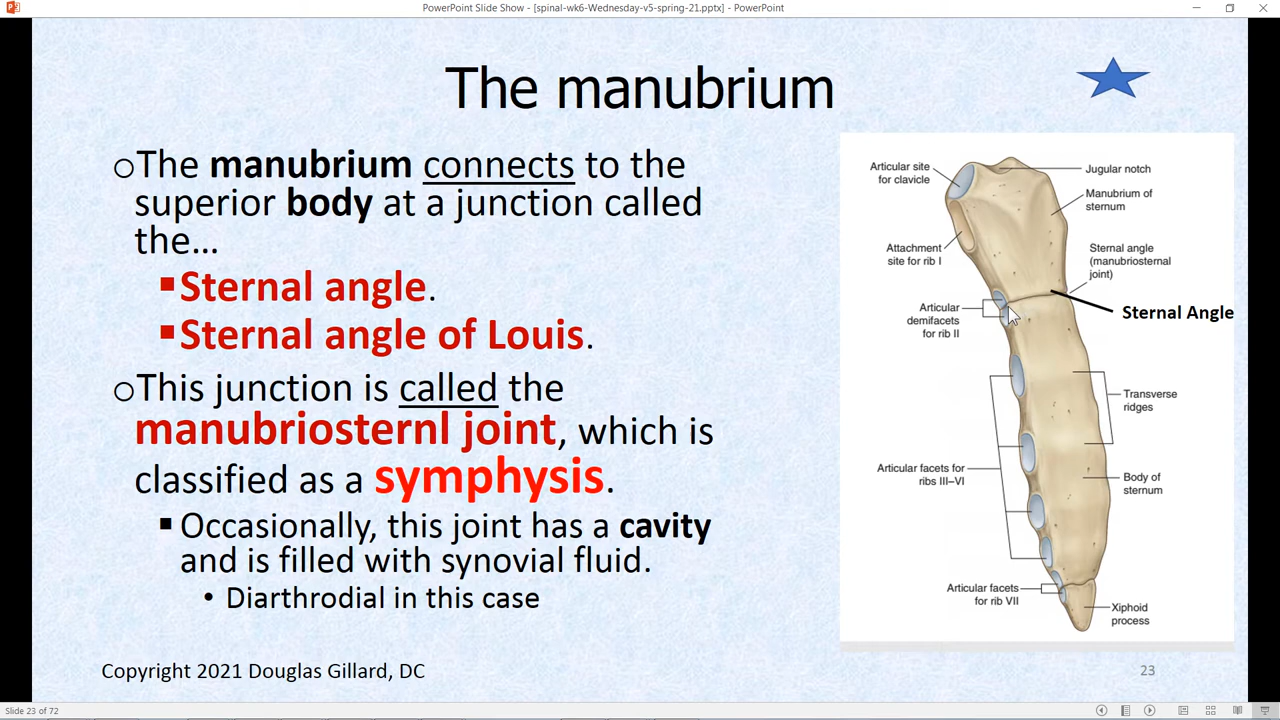 PowerPoint Slide Show - [spinal-wk6-Wednesday-v5-spring-21.pptx] - PowerPoint
The manubrium
oThe manubrium connects to the
superior body at a junction called
the...
▪Sternal angle.
▪Sternal angle of Louis.
oThis junction is called the
manubriosternl joint, which is
classified as a symphysis.
▪ Occasionally, this joint has a cavity
and is filled with synovial fluid.
• Diarthrodial in this case
Articular site
for clavicle
Jugular notch
Manubrium of
sternum
Attachment
site for rib I
Sternal angle
(manubriosternal
joint)
Sternal Angle
Articular
demifacets
for rib II
Transverse
ridges
Articular facets for
ribs III–VI
Body of
sternum
Articular facets
for rib VII
Xiphoid
process
Copyright 2021 Douglas Gillard, DC
23
Slide 23 of 72